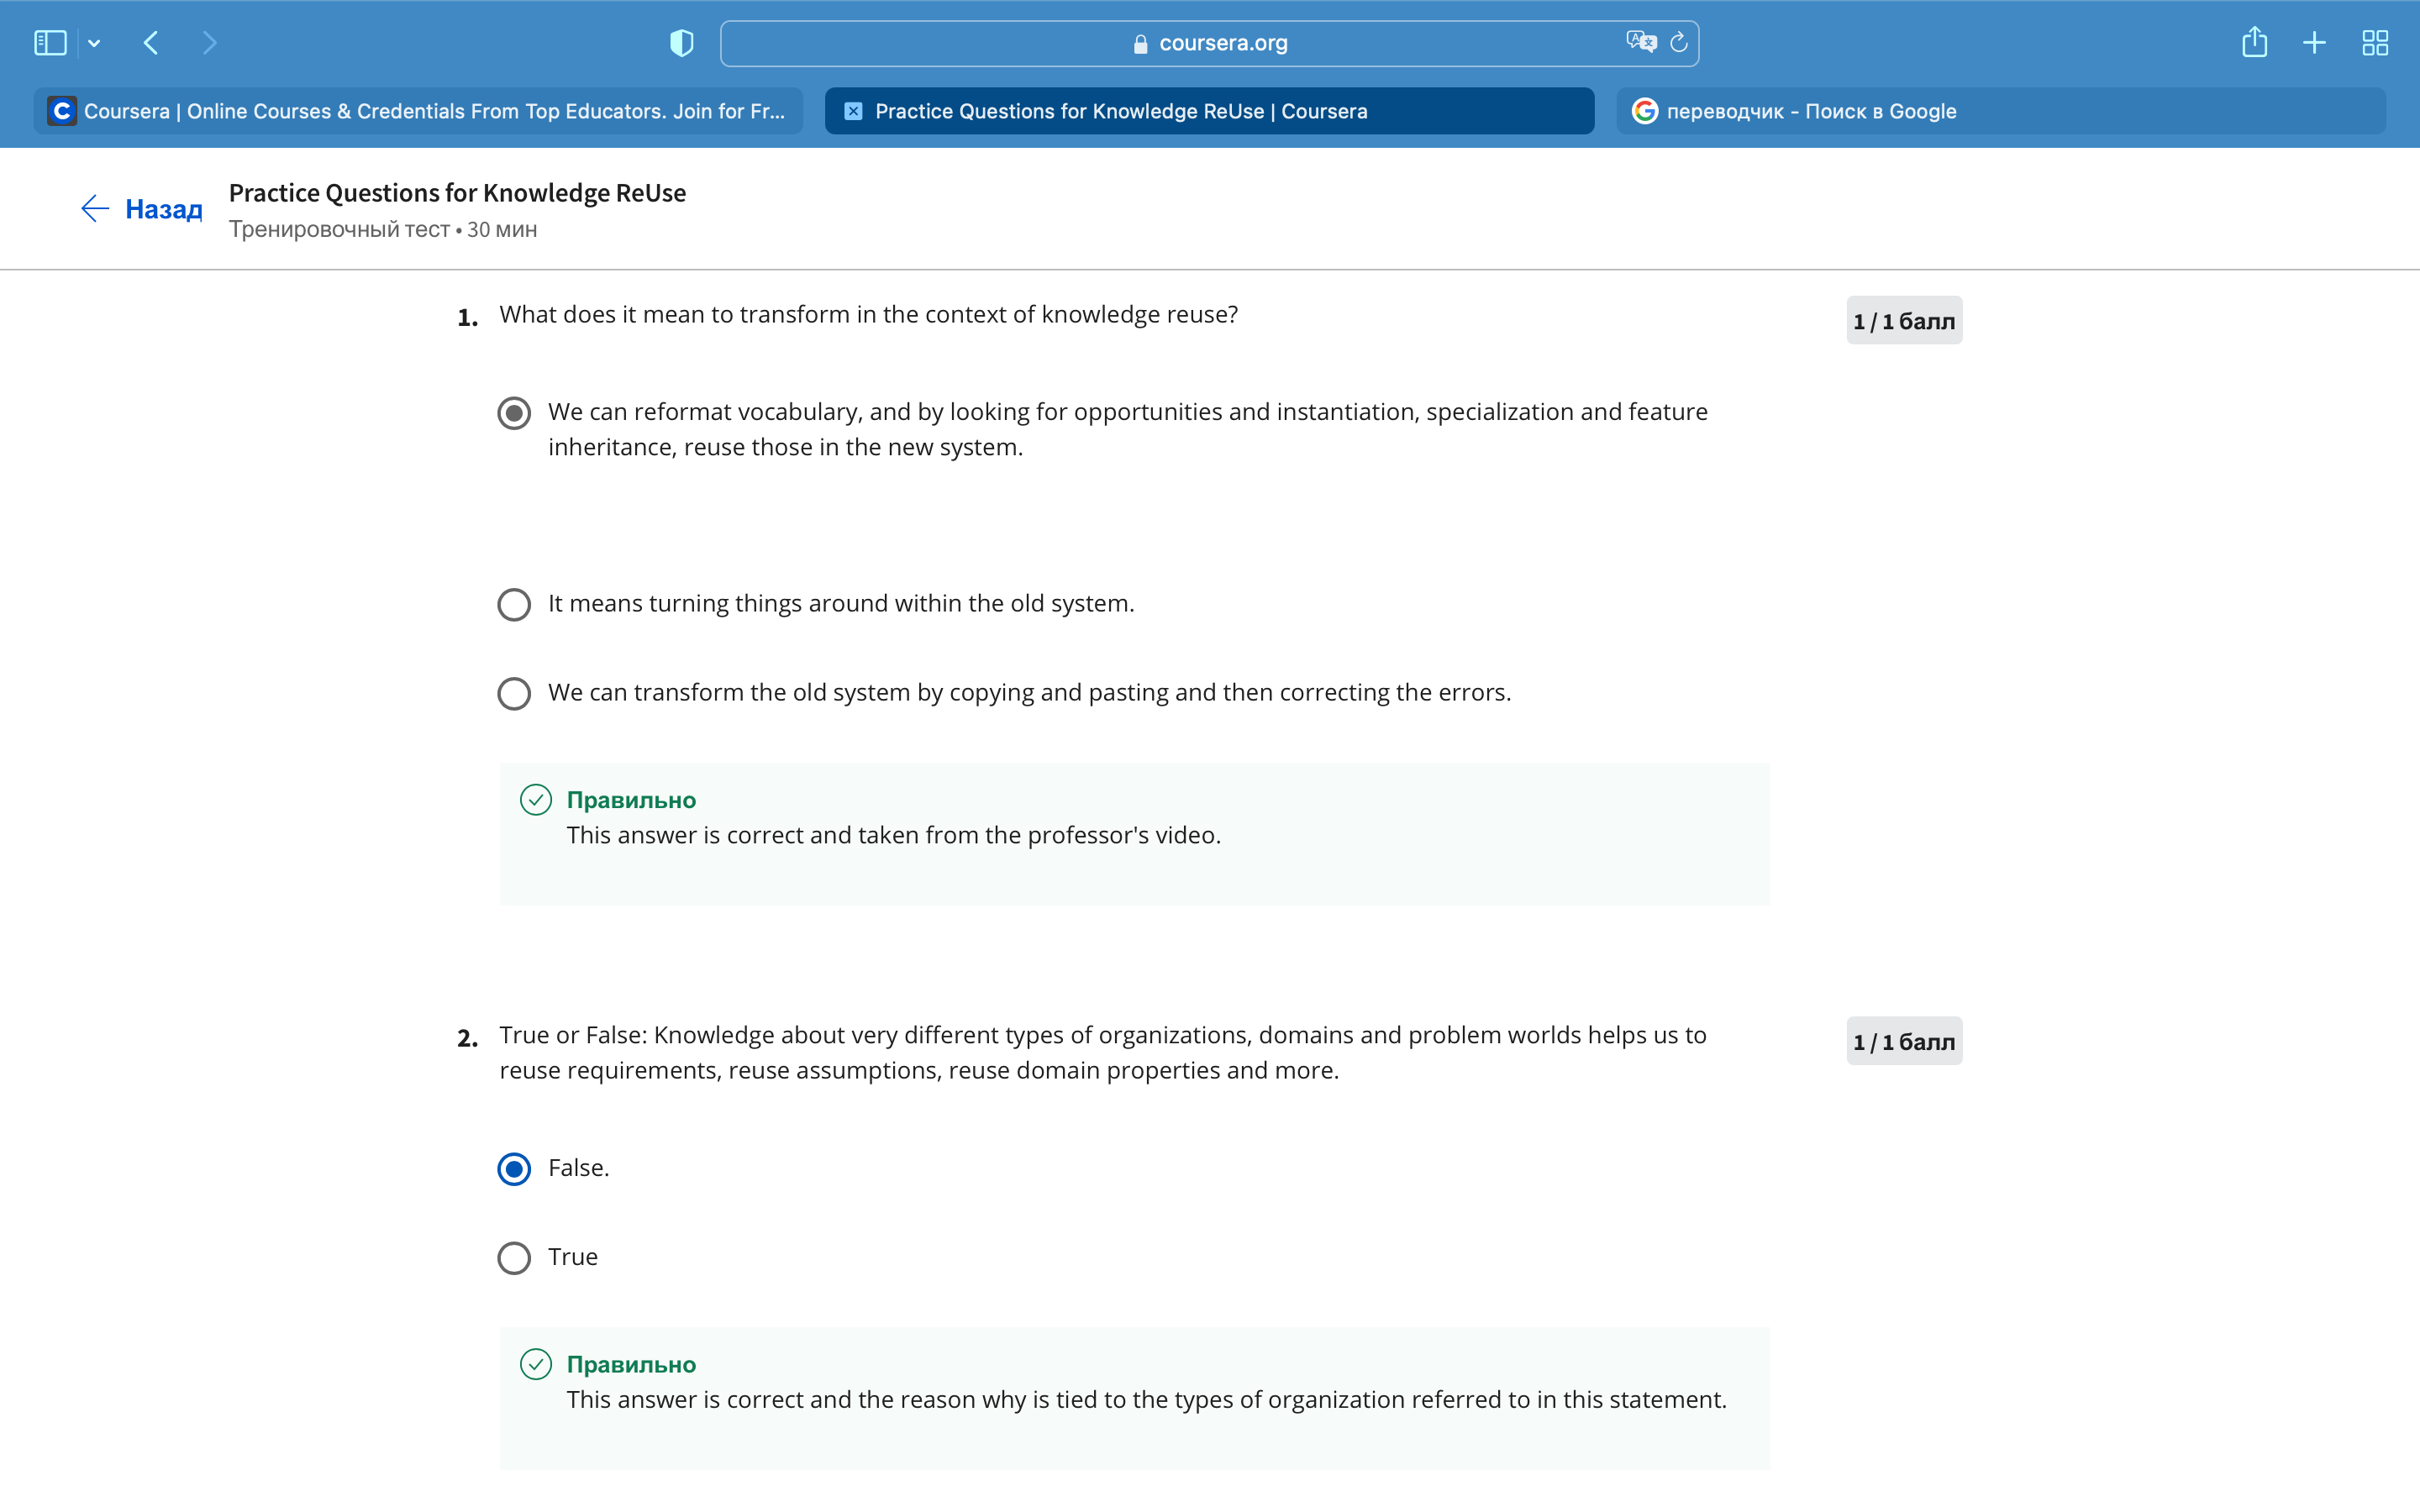 coursera.org
Coursera | Online Courses & Credentials From Top Educators. Join for Fr...
Practice Questions for Knowledge ReUse | Coursera
переводчик - Поиск в Google
Назад
Practice Questions for Knowledge ReUse
Тренировочный тест • 30 мин
1. What does it mean to transform in the context of knowledge reuse?
1 / 1 балл
We can reformat vocabulary, and by looking for opportunities and instantiation, specialization and feature
inheritance, reuse those in the new system.
It means turning things around within the old system.
We can transform the old system by copying and pasting and then correcting the errors.
Правильно
This answer is correct and taken from the professor's video.
2. True or False: Knowledge about very different types of organizations, domains and problem worlds helps us to
reuse requirements, reuse assumptions, reuse domain properties and more.
1 / 1 балл
False.
True
Правильно
This answer is correct and the reason why is tied to the types of organization referred to in this statement.